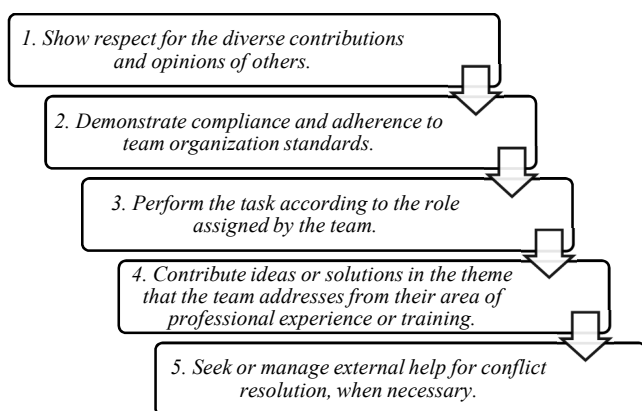 1. Show respect for the diverse contributions
and opinions of others.
2. Demonstrate compliance and adherence to
team organization standards.
3. Perform the task according to the role
assigned by the team.
4. Contribute ideas or solutions in the theme
that the team addresses from their area of
professional experience or training.
5. Seek or manage external help for conflict
resolution, when necessary.